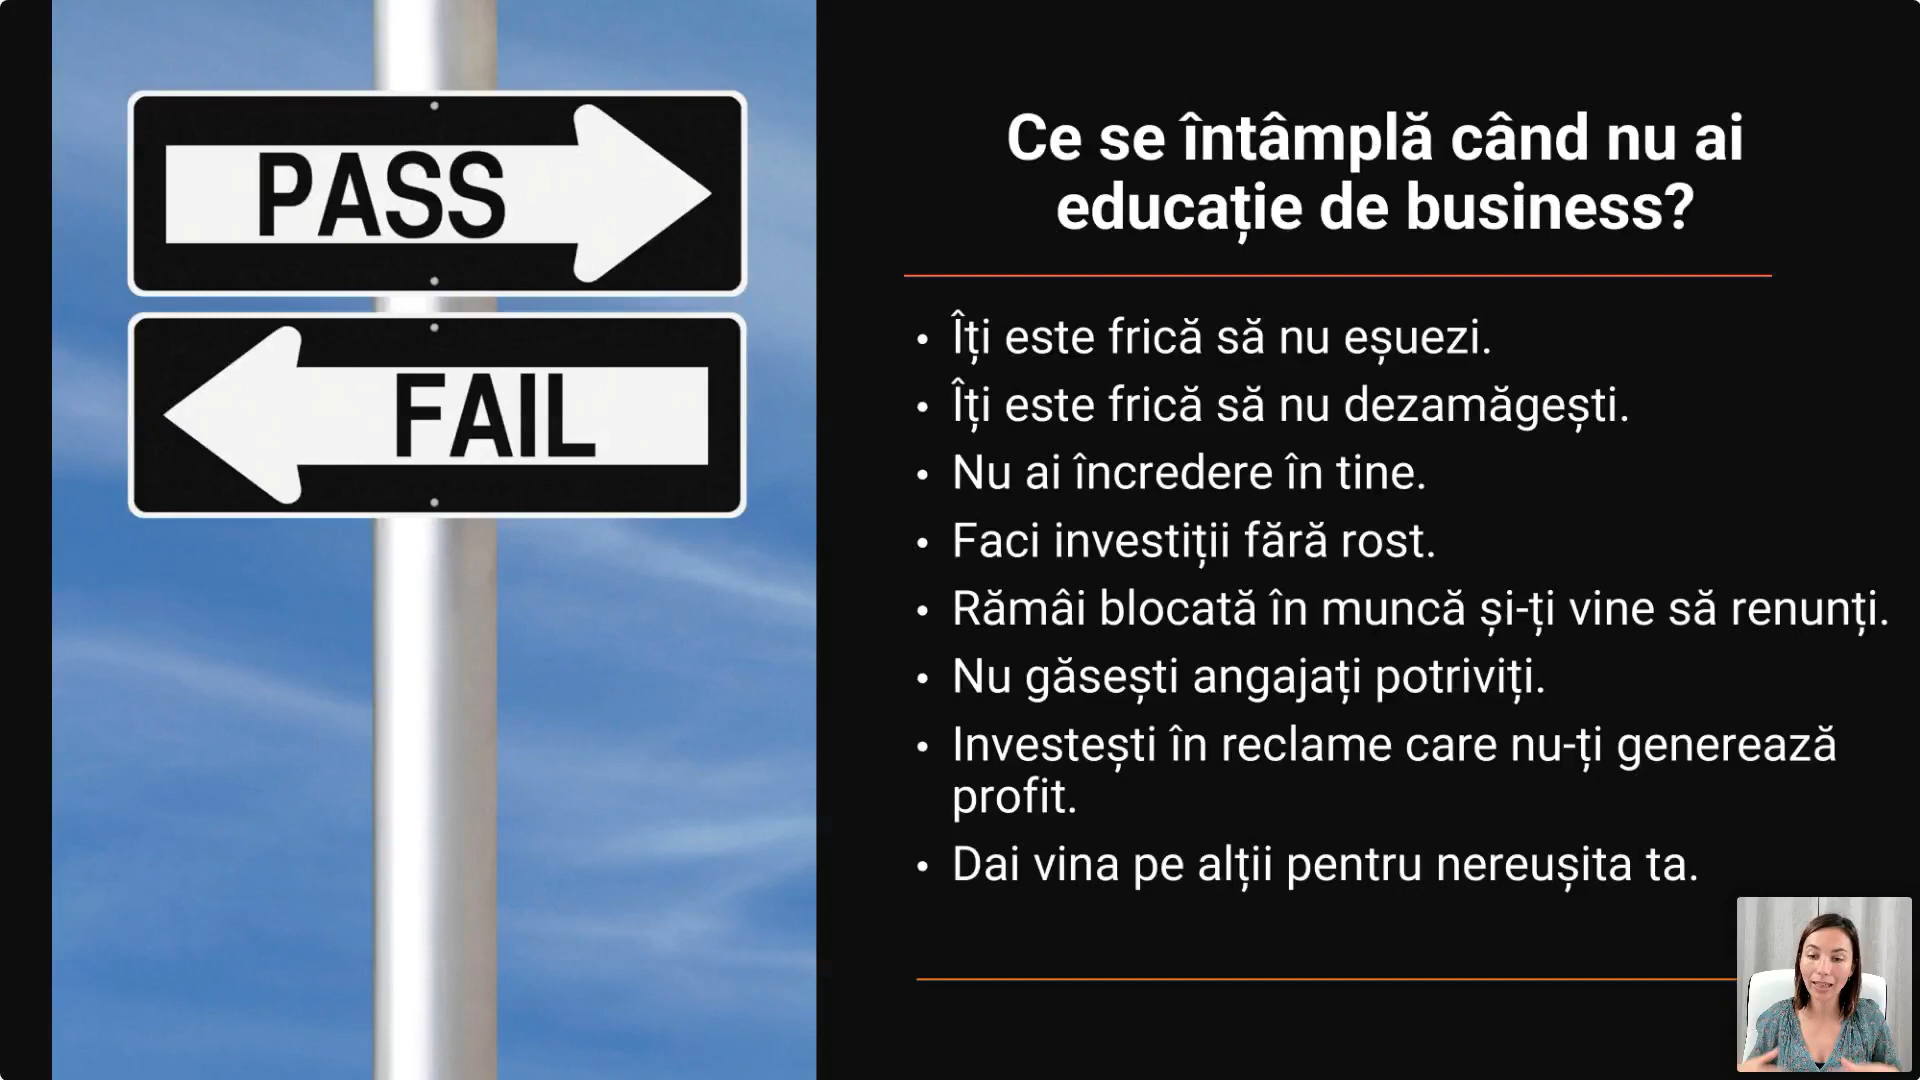 PASS
FAIL
Ce se întâmplă când nu ai
educație de business?
• Îți este frică să nu eșuezi.
• Îți este frică să nu dezamăgești.
• Nu ai încredere în tine.
• Faci investiții fără rost.
• Rămâi blocată în muncă și-ți vine să renunți.
• Nu găsești angajați potriviți.
• Investești în reclame care nu-ți generează
profit.
• Dai vina pe alții pentru nereușita ta.